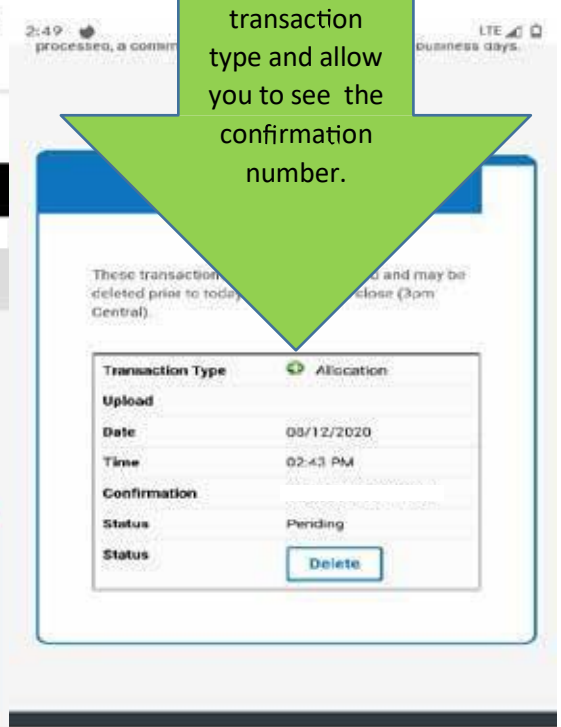 2:49
LTE
transaction
type and allow
you to see the
confirmation
number.
processed, a
business days.
These transaction
and may be
deleted prior to today
close (3pm
Central).
Transaction Type Allocation
Upload
Date 08/12/2020
Time 02:43 PM
Confirmation
Status Pending
Status Delete